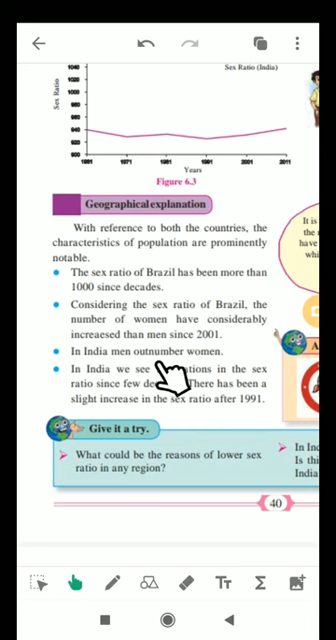 1040
Sex Ratio (India)
1020
1000
980
960
940
920
900
Sex Ratio
1961 1971 1981 1991 2001 2011
Years
Figure 6.3
Geographical explanation
With reference to both the countries, the
characteristics of population are prominently
notable.
The sex ratio of Brazil has been more than
1000 since decades.
Considering the sex ratio of Brazil, the
number of women have considerably
increaesed than men since 2001.
In India men outnumber women.
In India we see in the sex
ratio since few There has been a
slight increase in the sex ratio after 1991.
Give it a try.
What could be the reasons of lower sex
ratio in any region?
40
It is
the
have
whi
A
In Inc
Is thi
India
TT
Σ